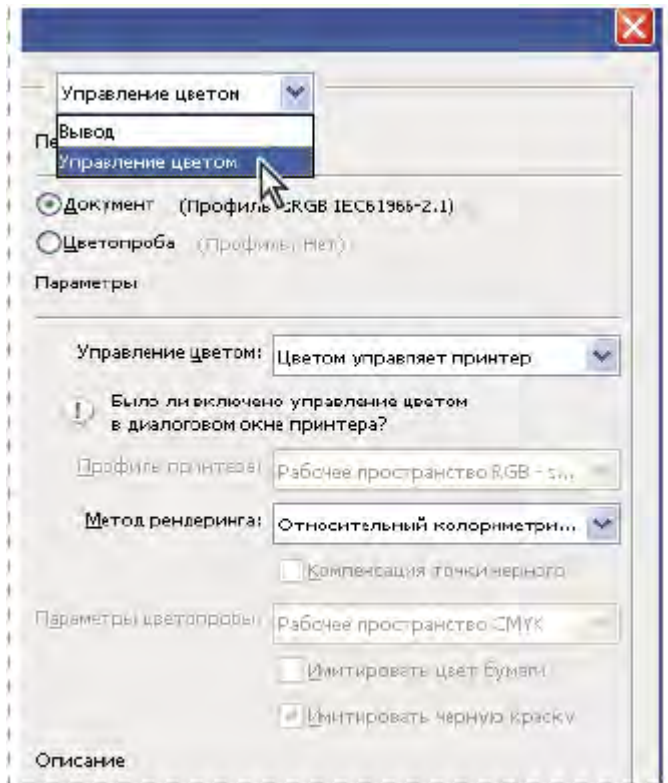 Управление цветом
Вывод
Управление цветом
Документ (Профиль: sRGB IEC61966-2.1)
Цветопроба (Профиль: Нет)
Параметры
Управление цветом: Цветом управляет принтер
Было ли включено управление цветом
в диалоговом окне принтера?
Профиль принтера: Рабочее пространство RGB - s...
Метод рендеринга: Относительный колориметри...
Компенсация точки черного
Параметры цветопробы: Рабочее пространство CMYK
Имитировать цвет бумаги
Имитировать черную краску
Описание